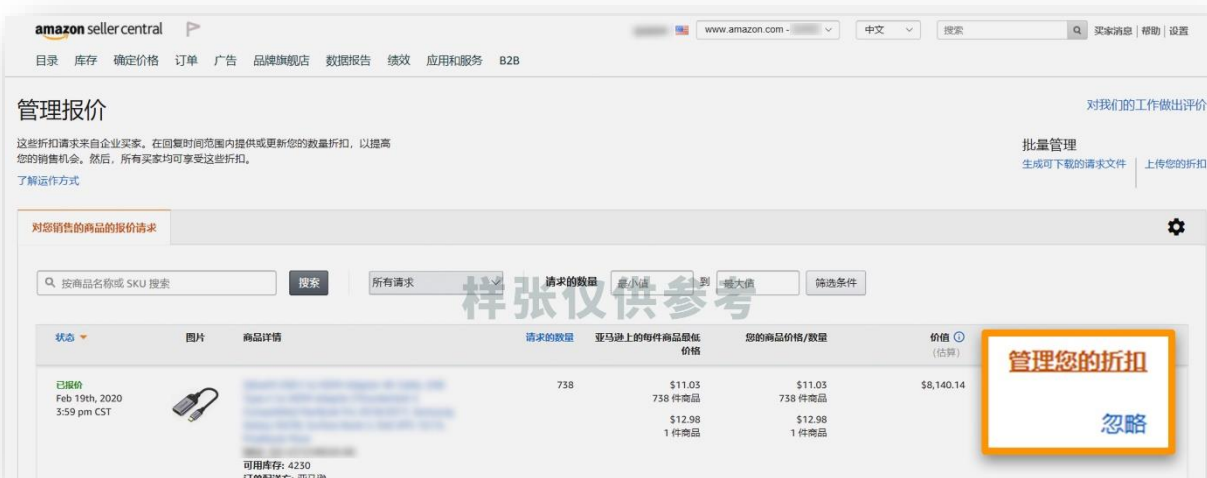 amazon seller central
www.amazon.com -
中文
搜索
买家消息 | 帮助 | 设置
目录 库存 确定价格 订单 广告 品牌旗舰店 数据报告 绩效 应用和服务 B2B
管理报价
对我们的工作做出评价
这些折扣请求来自企业买家。在回复时间范围内提供或更新您的数量折扣，以提高
您的销售机会。然后，所有买家均可享受这些折扣。
了解运作方式
批量管理
生成可下载的请求文件 | 上传您的折扣
对您销售的商品的报价请求
按商品名称或 SKU 搜索
搜索
所有请求
请求的数量 最小值 到 最大值 筛选条件
样张仅供参考
状态 图片 商品详情 请求的数量 亚马逊上的每件商品最低
价格
您的商品价格/数量
价值
(估算)
管理您的折扣
忽略
已报价
Feb 19th, 2020
3:59 pm CST
738
$11.03
738 件商品
$12.98
1 件商品
$11.03
738 件商品
$12.98
1 件商品
$8,140.14
可用库存: 4230
订单配送方: 亚马逊